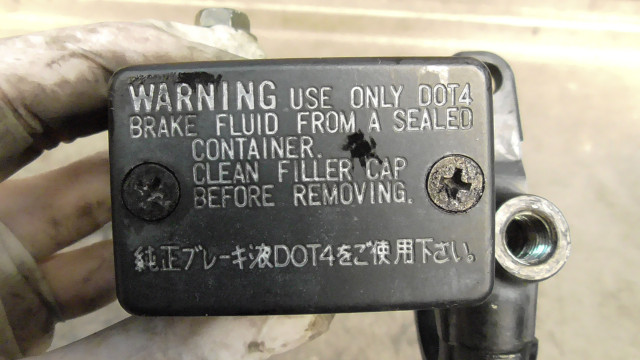 WARNING USE ONLY DOT4
BRAKE FLUID FROM A SEALED
CONTAINER.
CLEAN FILLER CAP
BEFORE REMOVING.
純正ブレーキ液DOT4をご使用下さい。